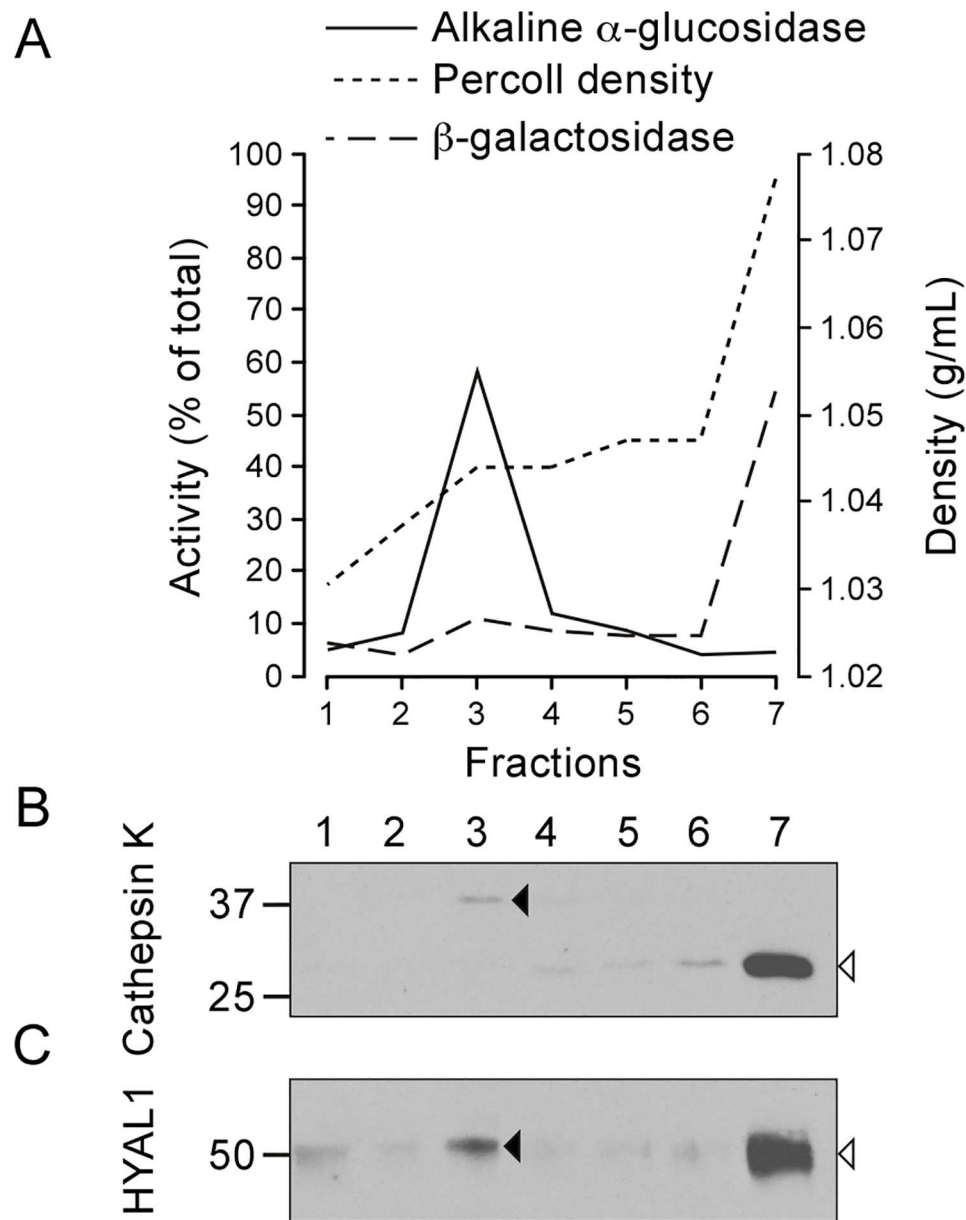 A
Alkaline α-glucosidase
Percoll density
β-galactosidase
Activity (% of total)
100
90
80
70
60
50
40
30
20
10
0
1.08
1.07
1.06
1.05
1.04
1.03
1.02
Density (g/mL)
1 2 3 4 5 6 7
Fractions
B
1 2 3 4 5 6 7
Cathepsin K
37
25
C
HYAL1
50